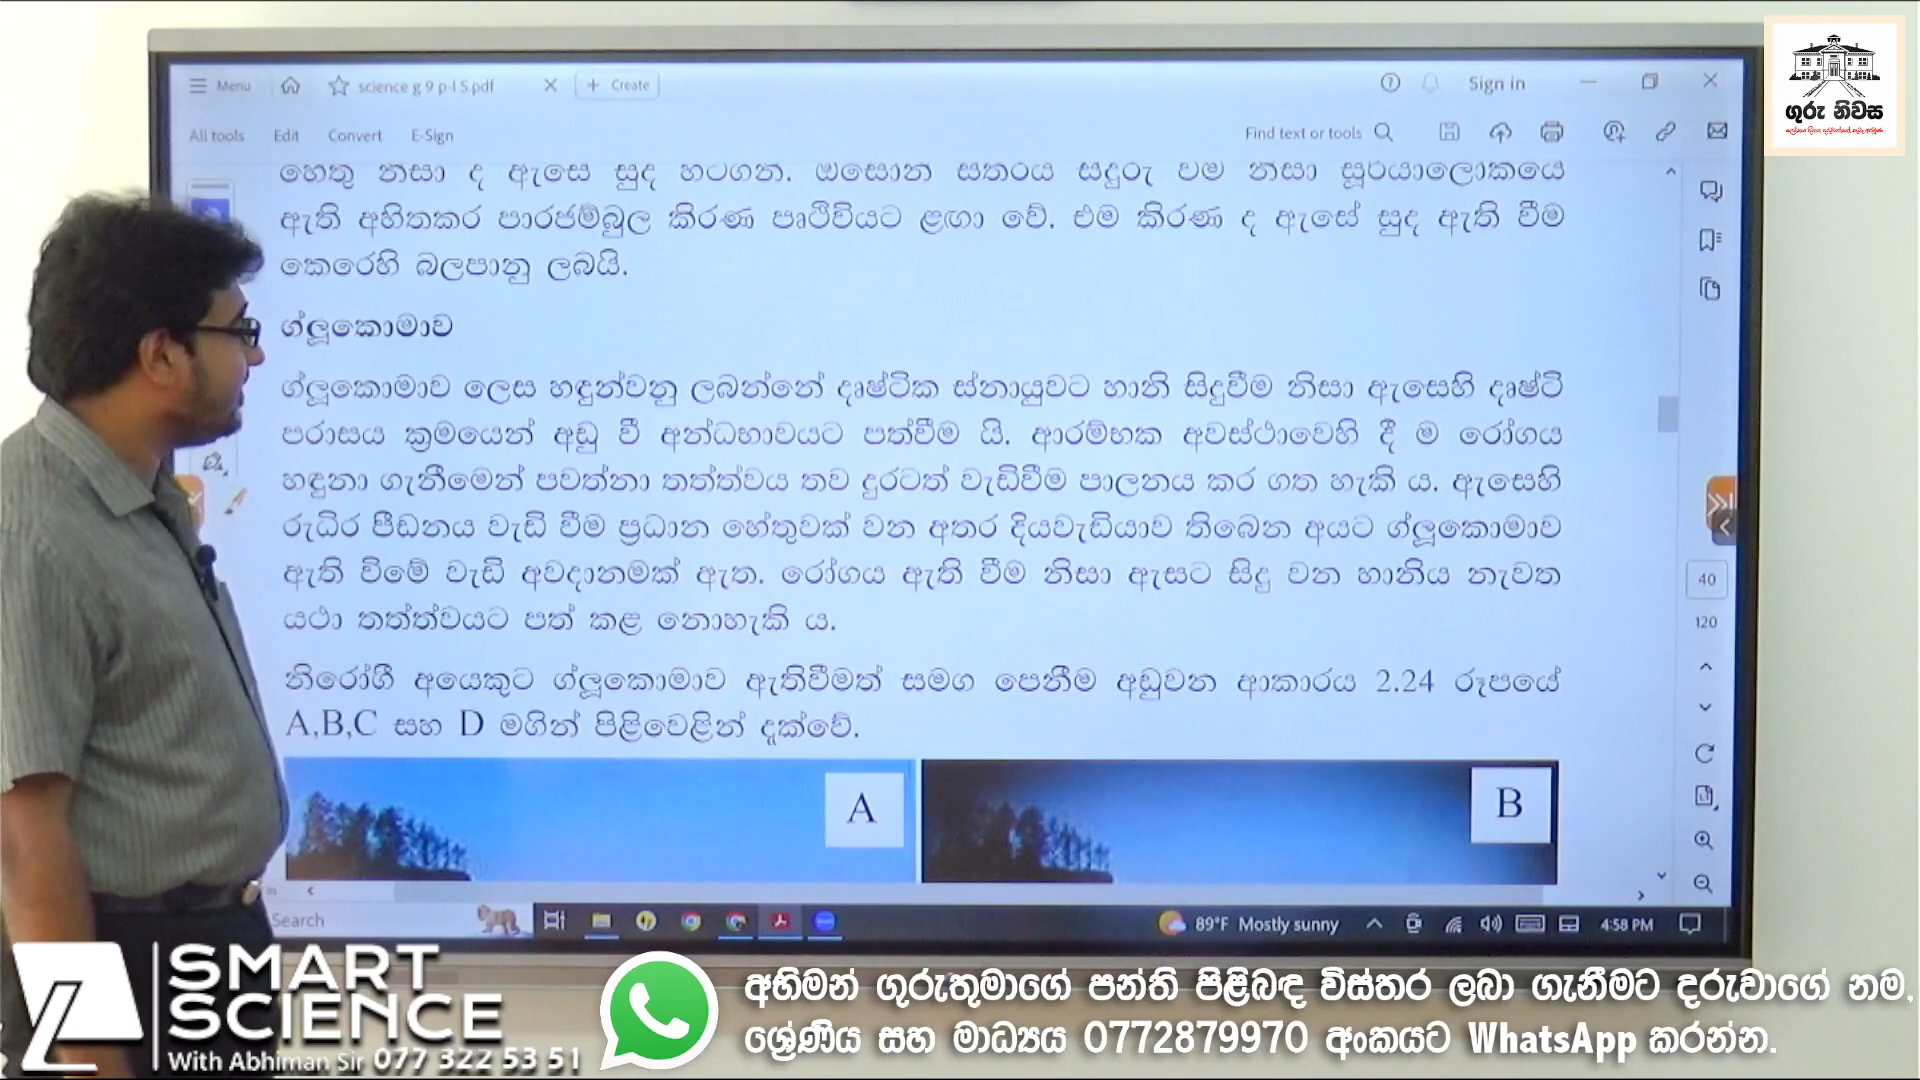 Menu
science g 9 p-I S.pdf
Create
Sign in
All tools
Edit
Convert
E-Sign
Find text or tools
ගුරු නිවස
හේතු නිසා ද ඇසේ සුද හටගනී. ඕසෝන් ස්තරය සිදුරු වීම නිසා සූර්යාලෝකයේ
ඇති අහිතකර පාරජම්බුල කිරණ පෘථිවියට ළඟා වේ. එම කිරණ ද ඇසේ සුද ඇති වීම
කෙරෙහි බලපානු ලබයි.
ග්ලූකොමාව
ග්ලූකොමාව ලෙස හඳුන්වනු ලබන්නේ දෘෂ්ටික ස්නායුවට හානි සිදුවීම නිසා ඇසෙහි දෘෂ්ටි
පරාසය ක්‍රමයෙන් අඩු වී අන්ධභාවයට පත්වීම යි. ආරම්භක අවස්ථාවෙහි දී ම රෝගය
හඳුනා ගැනීමෙන් පවත්නා තත්ත්වය තව දුරටත් වැඩිවීම පාලනය කර ගත හැකි ය. ඇසෙහි
රුධිර පීඩනය වැඩි වීම ප්‍රධාන හේතුවක් වන අතර දියවැඩියාව තිබෙන අයට ග්ලූකොමාව
ඇති වීමේ වැඩි අවදානමක් ඇත. රෝගය ඇති වීම නිසා ඇසට සිදු වන හානිය නැවත
යථා තත්ත්වයට පත් කළ නොහැකි ය.
නිරෝගී අයෙකුට ග්ලූකොමාව ඇතිවීමත් සමග පෙනීම අඩුවන ආකාරය 2.24 රූපයේ
A,B,C සහ D මගින් පිළිවෙළින් දැක්වේ.
A
B
40
120
Search
89°F Mostly sunny
4:58 PM
SMART
SCIENCE
With Abhiman Sir 077 322 53 51
අභිමන් ගුරුතුමාගේ පන්ති පිළිබඳ විස්තර ලබා ගැනීමට දරුවාගේ නම,
ශ්‍රේණිය සහ මාධ්‍යය 0772879970 අංකයට WhatsApp කරන්න.